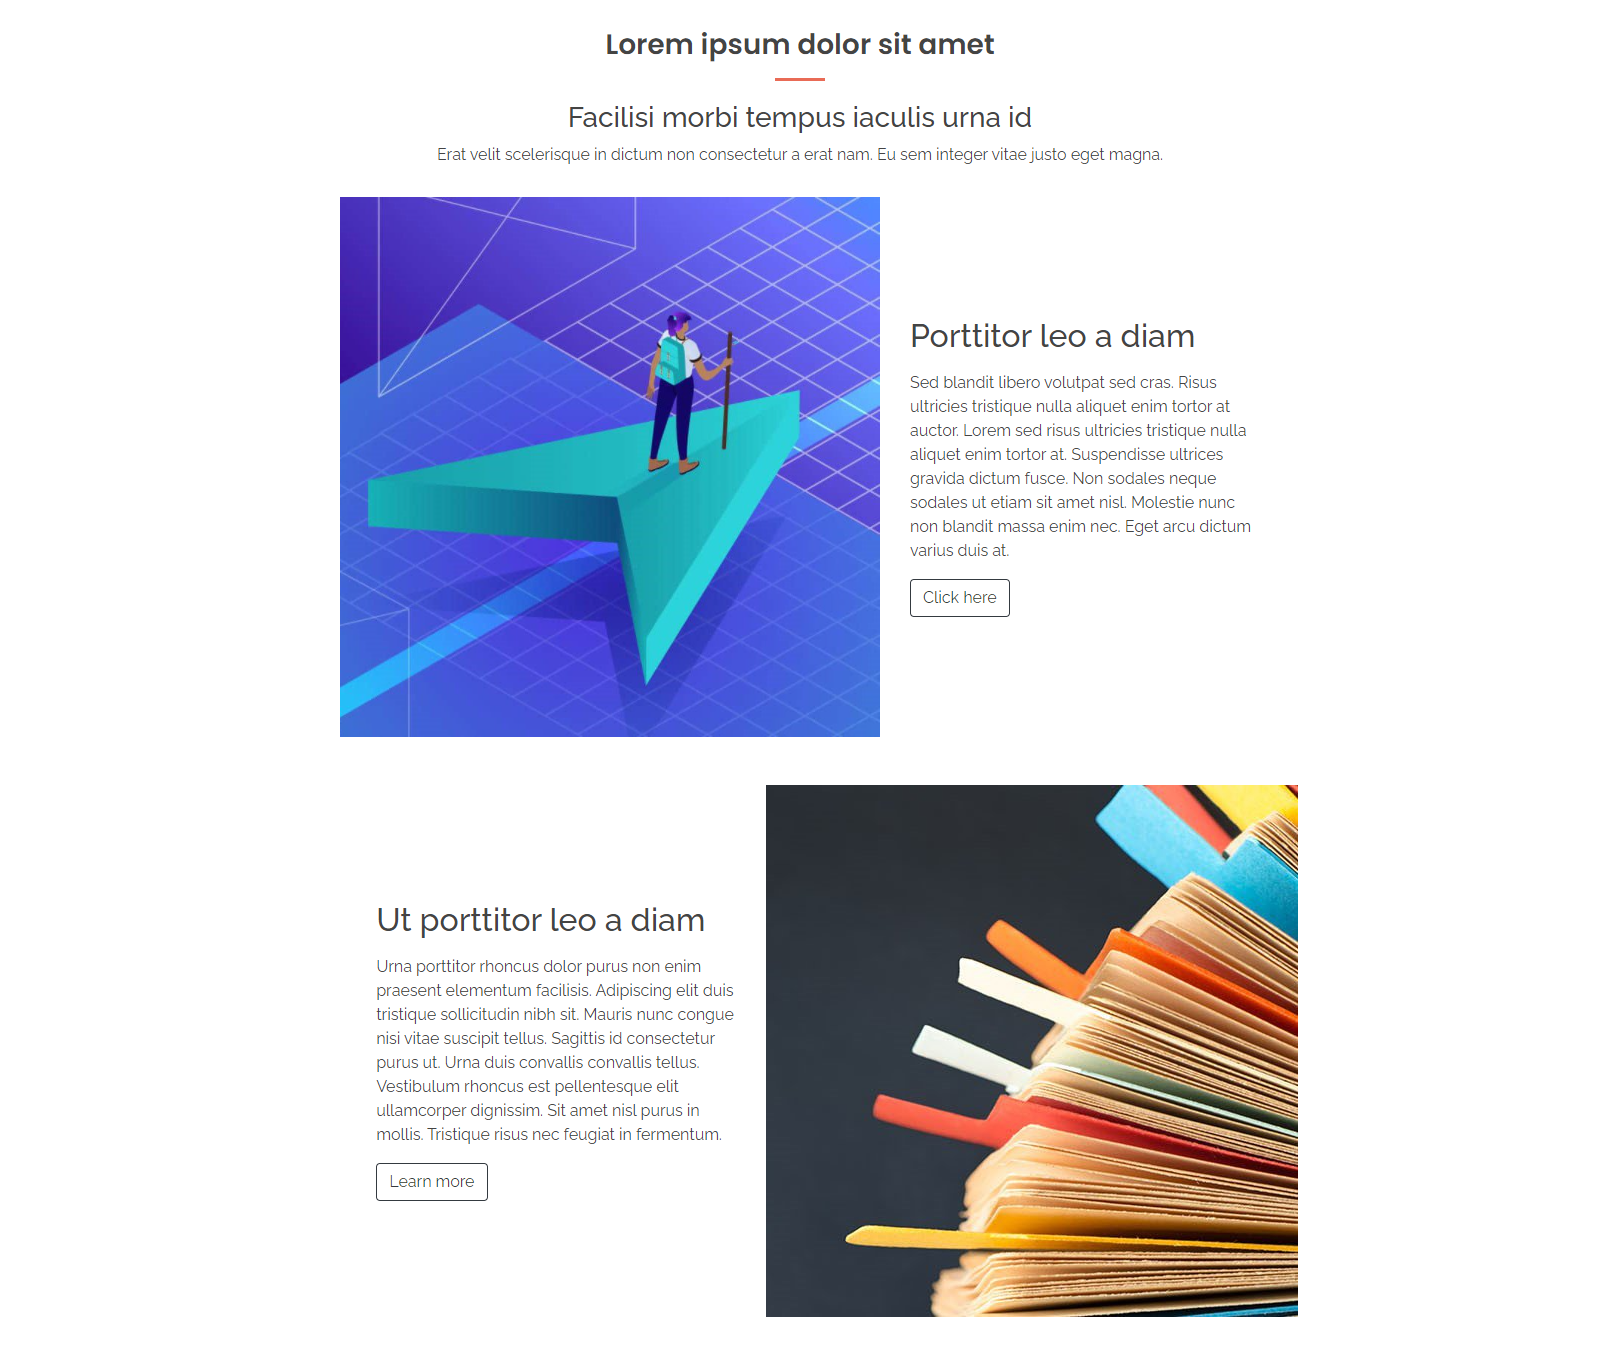 Lorem ipsum dolor sit amet
Facilisi morbi tempus iaculis urna id
Erat velit scelerisque in dictum non consectetur a erat nam. Eu sem integer vitae justo eget magna.
Porttitor leo a diam
Sed blandit libero volutpat sed cras. Risus
ultricies tristique nulla aliquet enim tortor at
auctor. Lorem sed risus ultricies tristique nulla
aliquet enim tortor at. Suspendisse ultrices
gravida dictum fusce. Non sodales neque
sodales ut etiam sit amet nisl. Molestie nunc
non blandit massa enim nec. Eget arcu dictum
varius duis at.
Click here
Ut porttitor leo a diam
Urna porttitor rhoncus dolor purus non enim
praesent elementum facilisis. Adipiscing elit duis
tristique sollicitudin nibh sit. Mauris nunc congue
nisi vitae suscipit tellus. Sagittis id consectetur
purus ut. Urna duis convallis convallis tellus.
Vestibulum rhoncus est pellentesque elit
ullamcorper dignissim. Sit amet nisl purus in
mollis. Tristique risus nec feugiat in fermentum.
Learn more